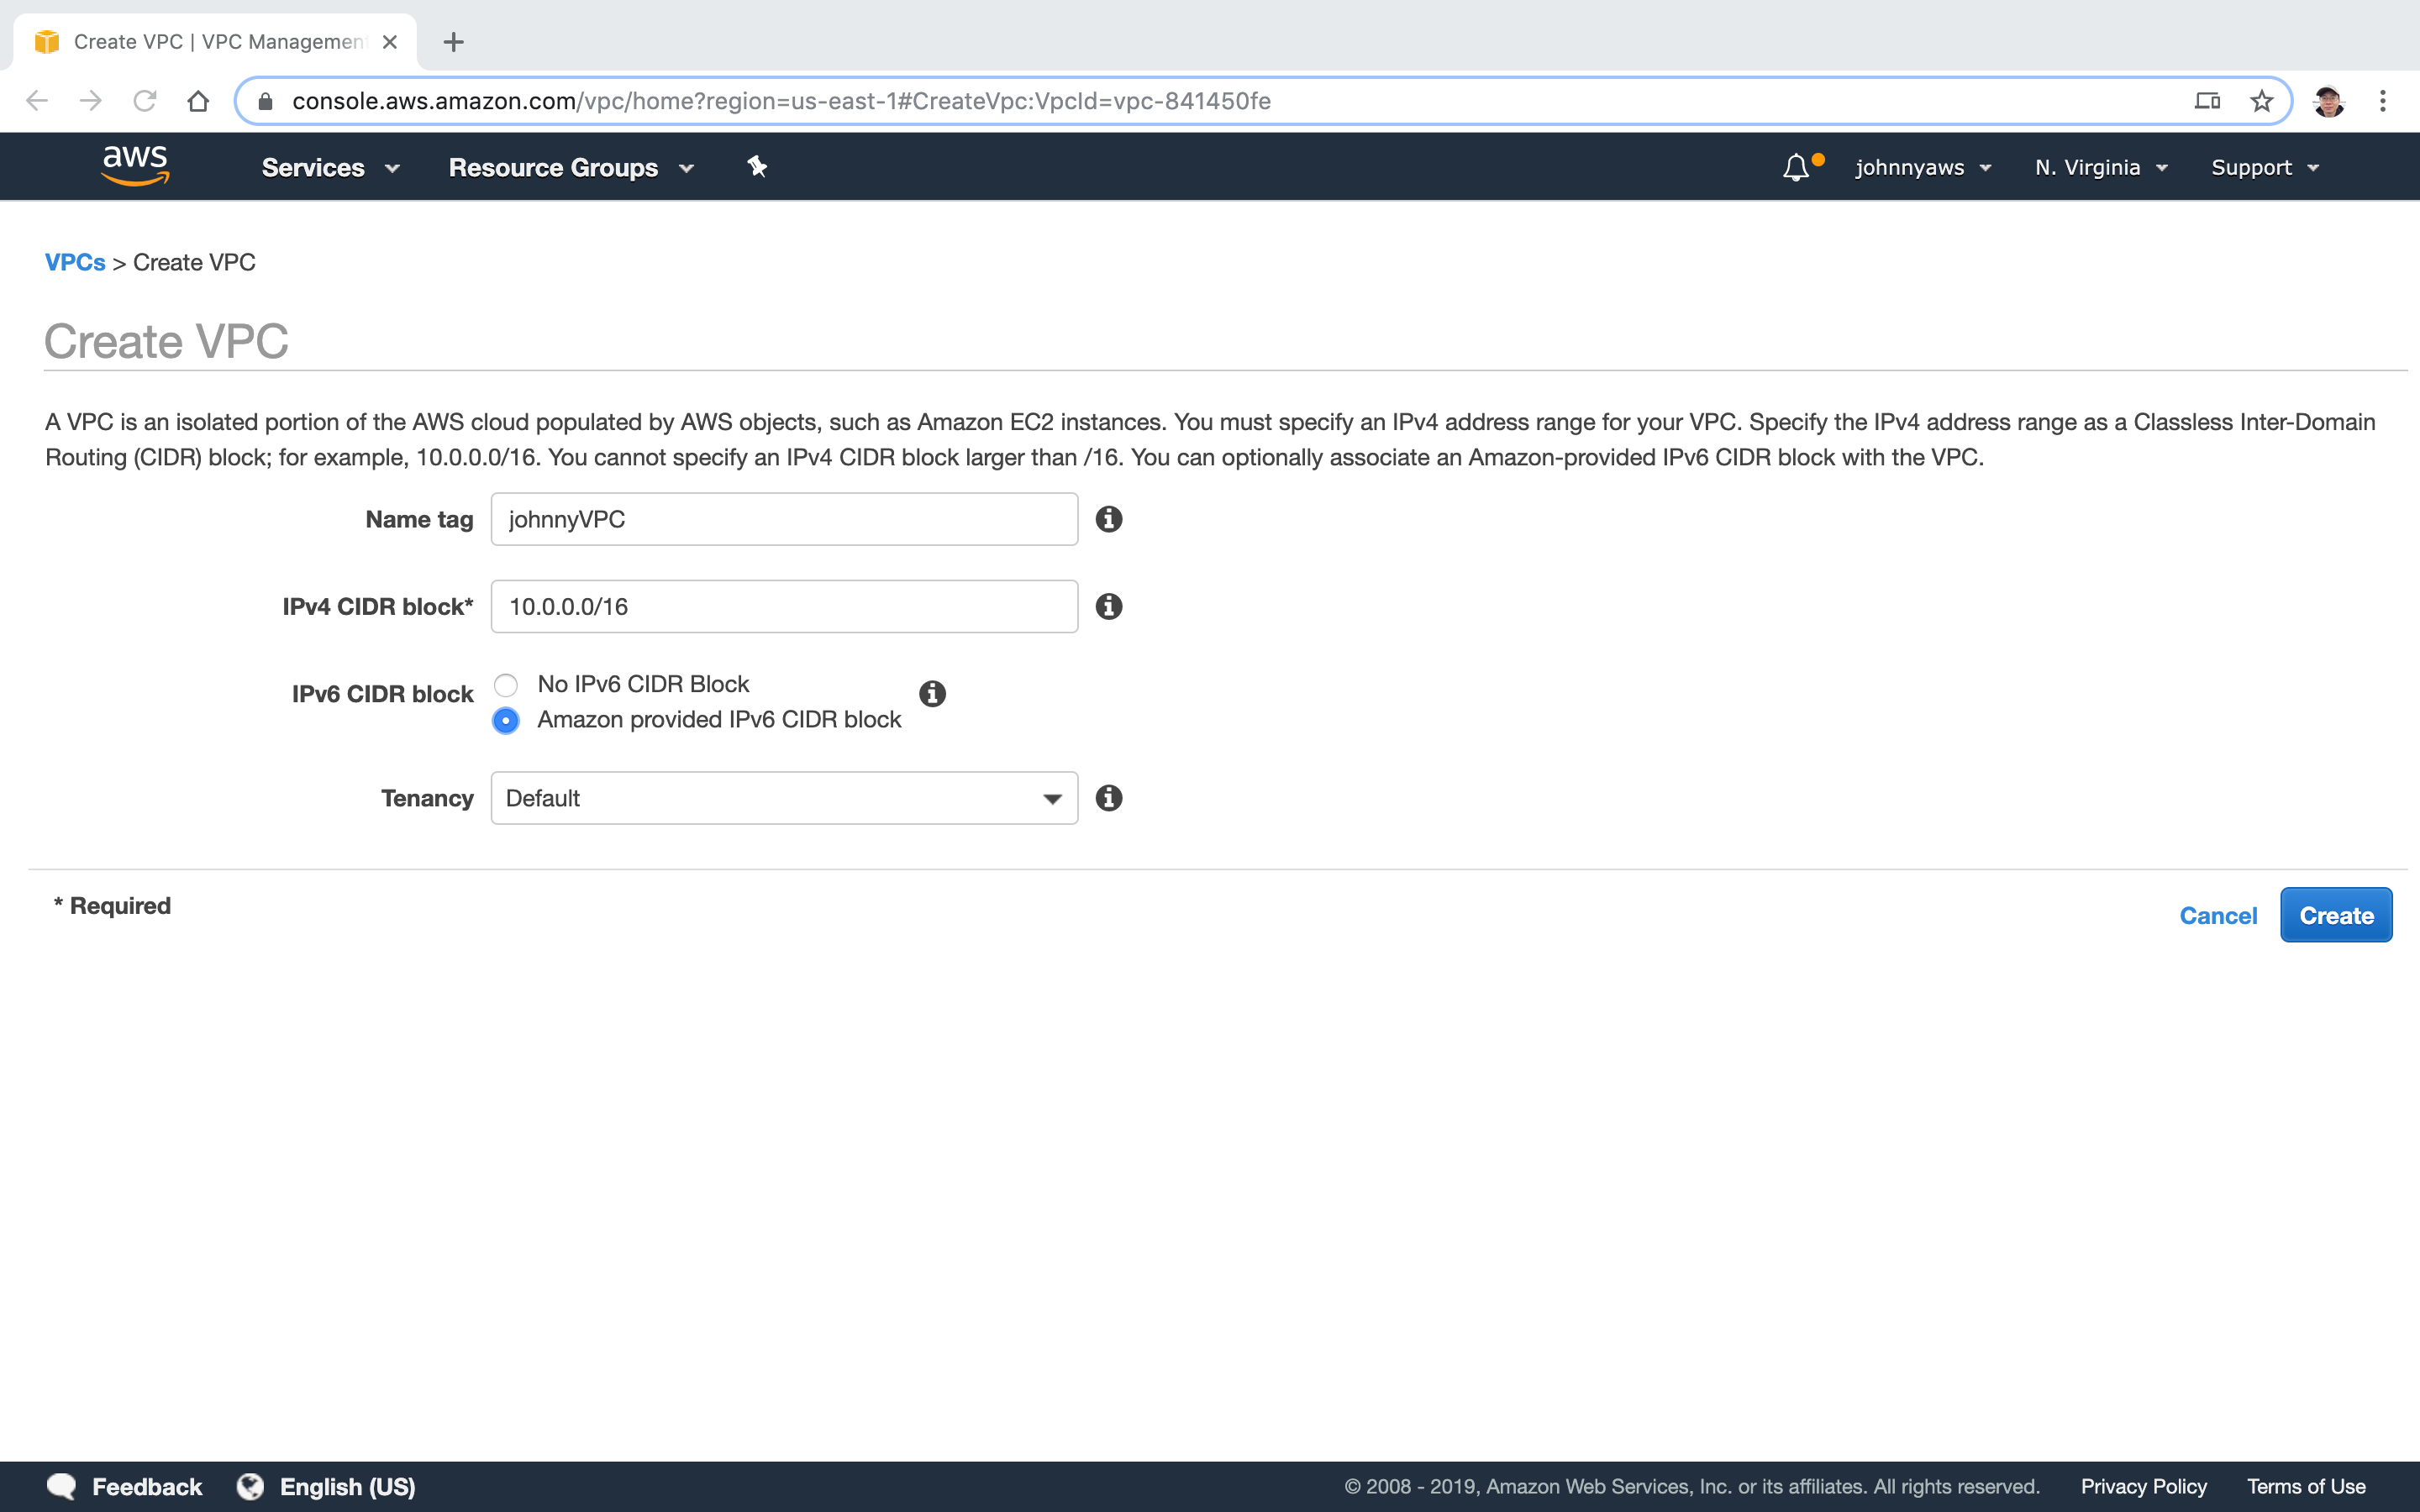 Create VPC | VPC Managemen
console.aws.amazon.com/vpc/home?region=us-east-1#CreateVpc:VpcId=vpc-841450fe
aws Services Resource Groups johnnyaws N. Virginia Support
VPCs > Create VPC
Create VPC
A VPC is an isolated portion of the AWS cloud populated by AWS objects, such as Amazon EC2 instances. You must specify an IPv4 address range for your VPC. Specify the IPv4 address range as a Classless Inter-Domain
Routing (CIDR) block; for example, 10.0.0.0/16. You cannot specify an IPv4 CIDR block larger than /16. You can optionally associate an Amazon-provided IPv6 CIDR block with the VPC.
Name tag johnnyVPC
IPv4 CIDR block* 10.0.0.0/16
IPv6 CIDR block No IPv6 CIDR Block
Amazon provided IPv6 CIDR block
Tenancy Default
* Required
Cancel Create
Feedback English (US) © 2008 - 2019, Amazon Web Services, Inc. or its affiliates. All rights reserved. Privacy Policy Terms of Use